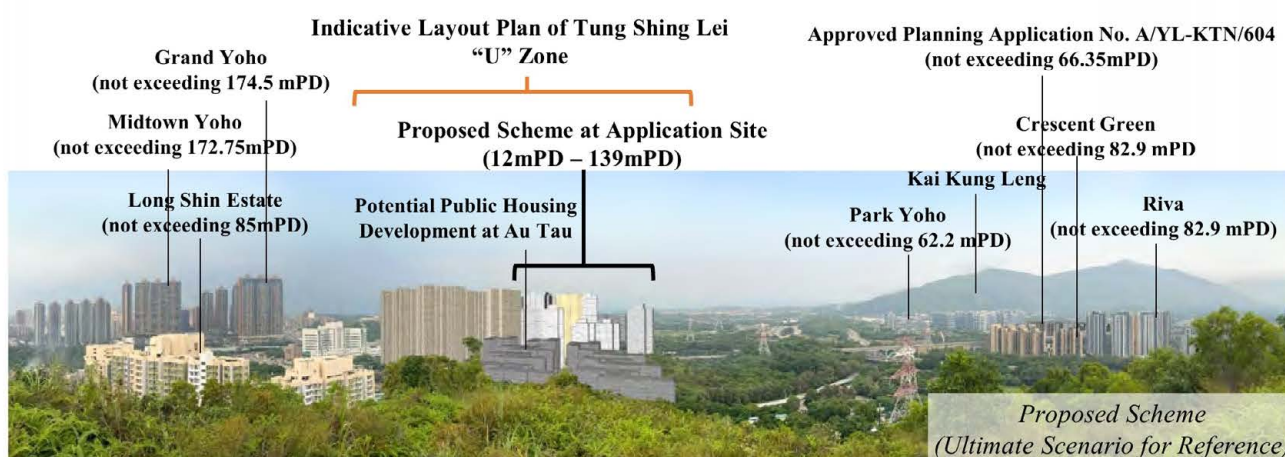 Indicative Layout Plan of Tung Shing Lei
“U” Zone
Grand Yoho
(not exceeding 174.5 mPD)
Midtown Yoho
(not exceeding 172.75mPD)
Long Shin Estate
(not exceeding 85mPD)
Proposed Scheme at Application Site
(12mPD – 139mPD)
Potential Public Housing
Development at Au Tau
Approved Planning Application No. A/YL-KTN/604
(not exceeding 66.35mPD)
Crescent Green
(not exceeding 82.9 mPD
Kai Kung Leng
Park Yoho
(not exceeding 62.2 mPD)
Riva
(not exceeding 82.9 mPD)
Proposed Scheme
(Ultimate Scenario for Reference)